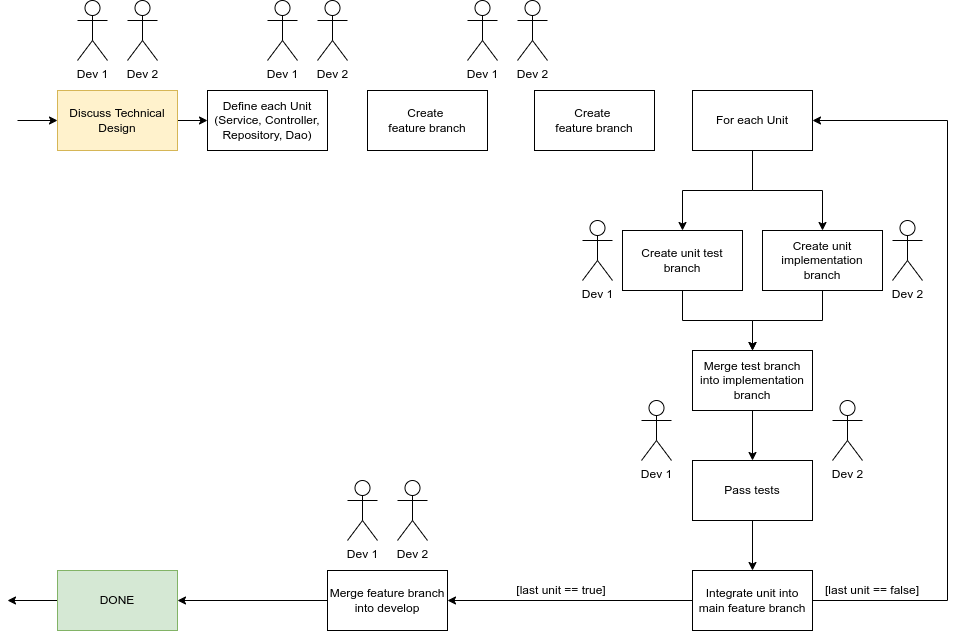 Dev 1
Dev 2
Dev 1
Dev 2
Dev 1
Dev 2
Discuss Technical
Design
Define each Unit
(Service, Controller,
Repository, Dao)
Create
feature branch
Create
feature branch
For each Unit
Dev 1
Create unit test
branch
Create unit
implementation
branch
Dev 2
Merge test branch
into implementation
branch
Dev 1
Dev 2
Pass tests
Dev 1
Dev 2
DONE
Merge feature branch
into develop
[last unit == true]
Integrate unit into
main feature branch
[last unit == false]